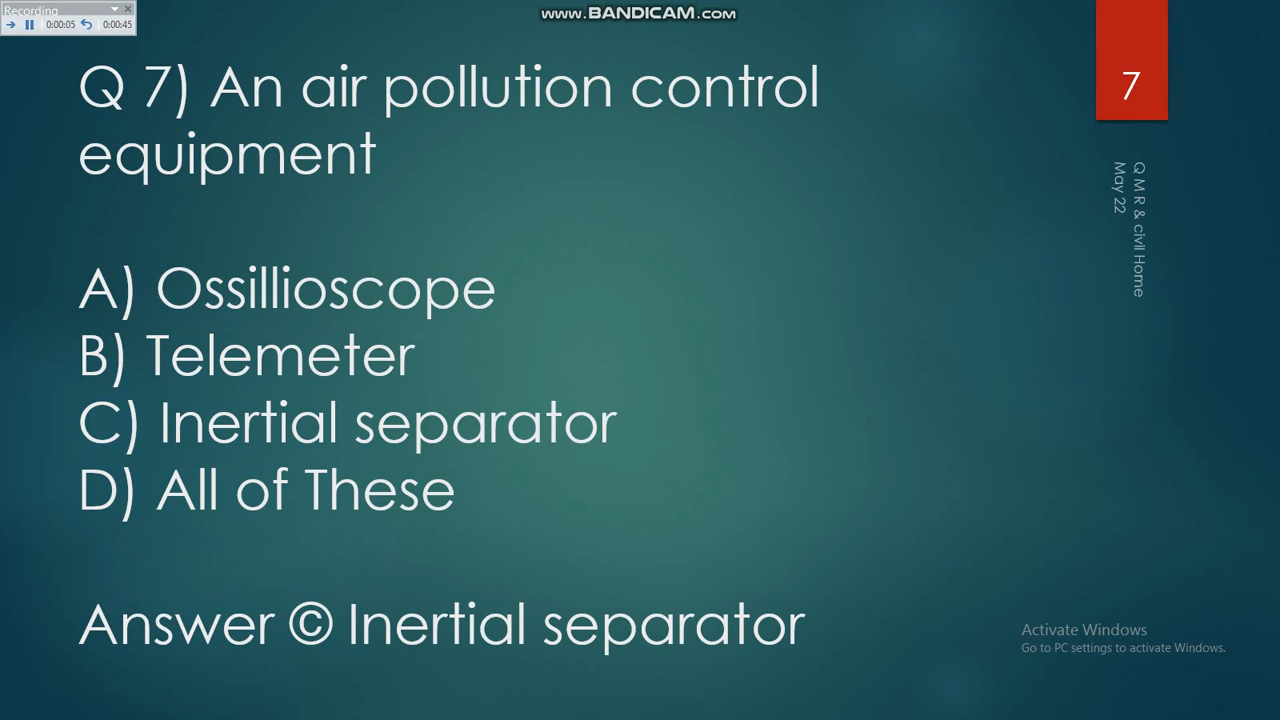 Recording
0:00:05 0:00:45
www.BANDICAM.com
7
Q 7) An air pollution control
equipment
A) Ossillioscope
B) Telemeter
C) Inertial separator
D) All of These
Answer © Inertial separator
Q M R & civil Home
May 22
Activate Windows
Go to PC settings to activate Windows.